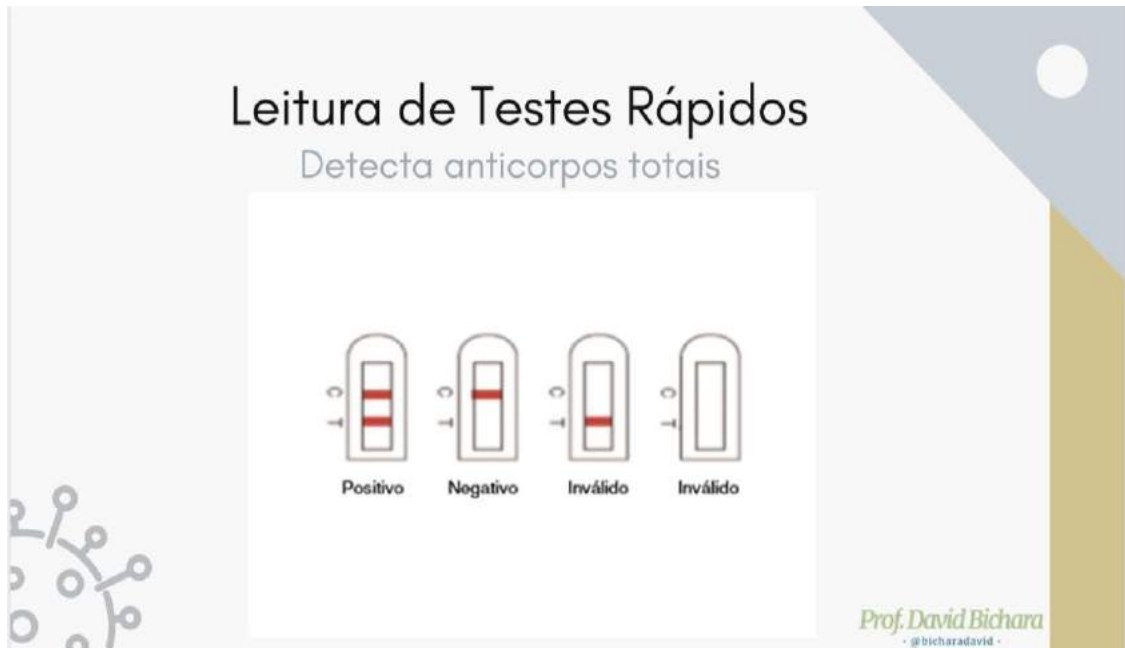 Leitura de Testes Rápidos
Detecta anticorpos totais
C C C C
T T T T
Positivo Negativo Inválido Inválido
Prof. David Bichara
· @bicharadavid ·